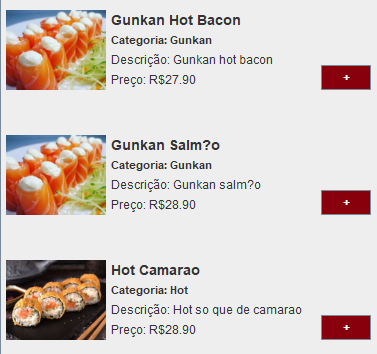 Gunkan Hot Bacon
Categoria: Gunkan
Descrição: Gunkan hot bacon
Preço: R$27.90
+
Gunkan Salm?o
Categoria: Gunkan
Descrição: Gunkan salm?o
Preço: R$28.90
+
Hot Camarao
Categoria: Hot
Descrição: Hot so que de camarao
Preço: R$28.90
+